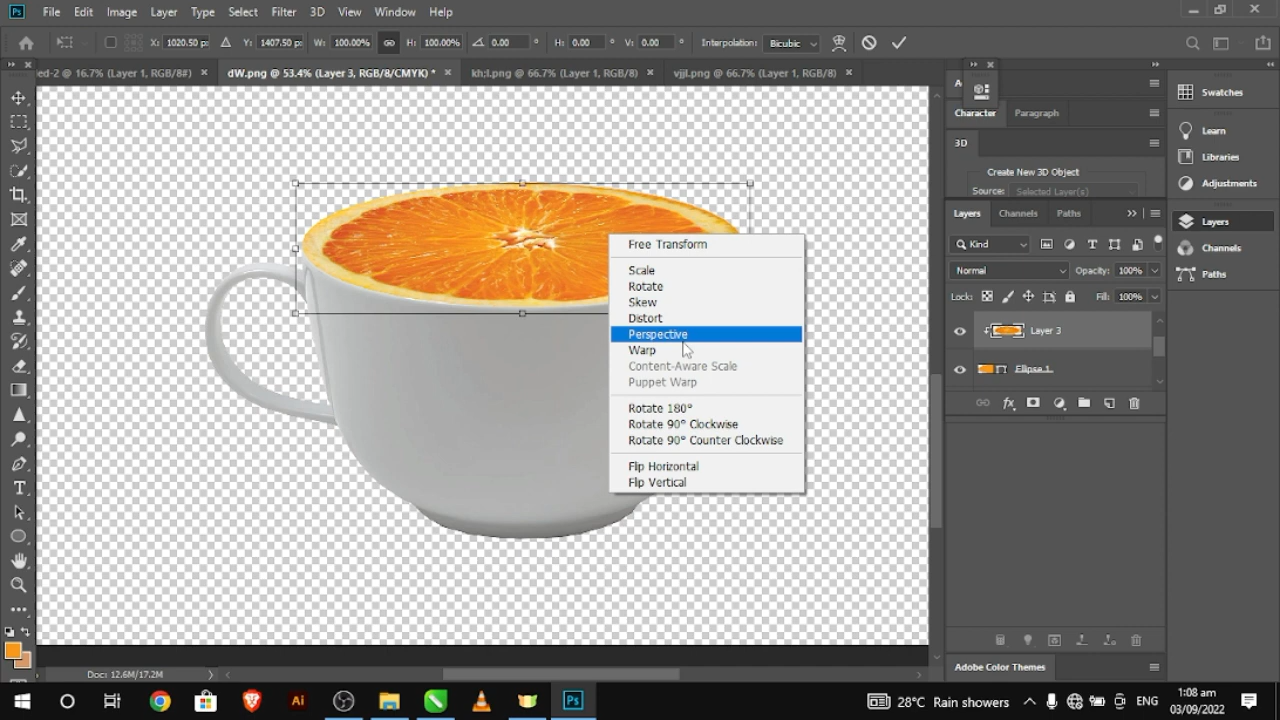 Ps File Edit Image Layer Type Select Filter 3D View Window Help
X: 1020.50 px Y: 1407.50 px W: 100.00% H: 100.00% 0.00 ° H: 0.00 ° V: 0.00 ° Interpolation: Bicubic
led-2 @ 16.7% (Layer 1, RGB/8#) × dW.png @ 53.4% (Layer 3, RGB/8/CMYK) * × kh;l.png @ 66.7% (Layer 1, RGB/8) × vjjl.png @ 66.7% (Layer 1, RGB/8) ×
Swatches
Character Paragraph
Learn
3D
Libraries
Create New 3D Object
Source: Selected Layer(s)
Adjustments
Layers Channels Paths
Layers
Kind
Channels
Normal Opacity: 100%
Paths
Lock: Fill: 100%
Layer 3
Ellipse 1
Free Transform
Scale
Rotate
Skew
Distort
Perspective
Warp
Content-Aware Scale
Puppet Warp
Rotate 180°
Rotate 90° Clockwise
Rotate 90° Counter Clockwise
Flip Horizontal
Flip Vertical
Adobe Color Themes
Doc: 12.6M/17.2M
Ai Ps 28°C Rain showers ENG 1:08 am
03/09/2022